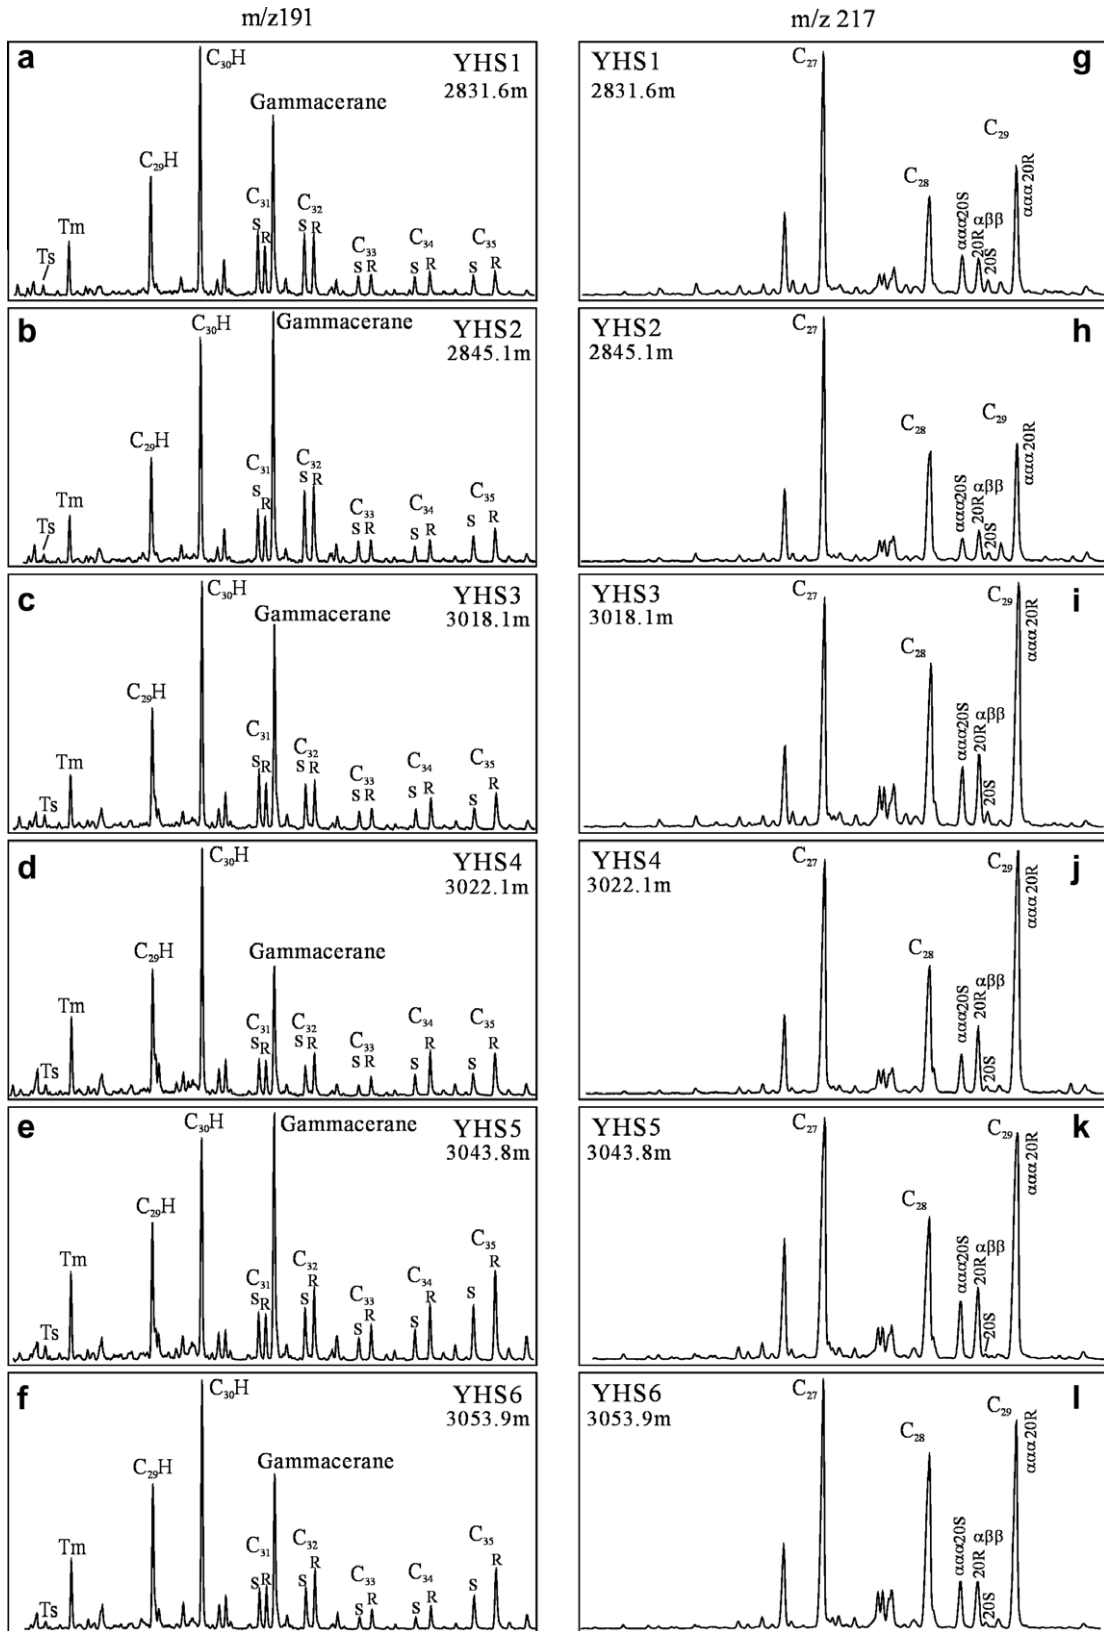 m/z191
m/z 217
a
C₃₀H
YHS1
2831.6m
Gammacerane
C₂₉H
Tm
Ts
C₃₁
S R
C₃₂
S R
C₃₃
S R
C₃₄
S R
C₃₅
S R
YHS1
2831.6m
g
C₂₇
C₂₈
C₂₉
ααα20S
20R αββ
20S
ααα20R
b
C₃₀H
Gammacerane
YHS2
2845.1m
C₂₉H
Tm
Ts
C₃₁
S R
C₃₂
S R
C₃₃
S R
C₃₄
S R
C₃₅
S R
YHS2
2845.1m
h
C₂₇
C₂₈
C₂₉
ααα20S
20R αββ
20S
ααα20R
c
C₃₀H
YHS3
3018.1m
Gammacerane
C₂₉H
Tm
Ts
C₃₁
S R
C₃₂
S R
C₃₃
S R
C₃₄
S R
C₃₅
S R
YHS3
3018.1m
i
C₂₇
C₂₈
C₂₉
ααα20S
20R αββ
20S
ααα20R
d
C₃₀H
YHS4
3022.1m
Gammacerane
C₂₉H
Tm
Ts
C₃₁
S R
C₃₂
S R
C₃₃
S R
C₃₄
S R
C₃₅
S R
YHS4
3022.1m
j
C₂₇
C₂₈
C₂₉
ααα20S
20R αββ
20S
ααα20R
e
C₃₀H
Gammacerane
YHS5
3043.8m
C₂₉H
Tm
Ts
C₃₁
S R
C₃₂
S R
C₃₃
S R
C₃₄
S R
C₃₅
S R
YHS5
3043.8m
k
C₂₇
C₂₈
C₂₉
ααα20S
20R αββ
20S
ααα20R
f
C₃₀H
YHS6
3053.9m
Gammacerane
C₂₉H
Tm
Ts
C₃₁
S R
C₃₂
S R
C₃₃
S R
C₃₄
S R
C₃₅
S R
YHS6
3053.9m
l
C₂₇
C₂₈
C₂₉
ααα20S
20R αββ
20S
ααα20R